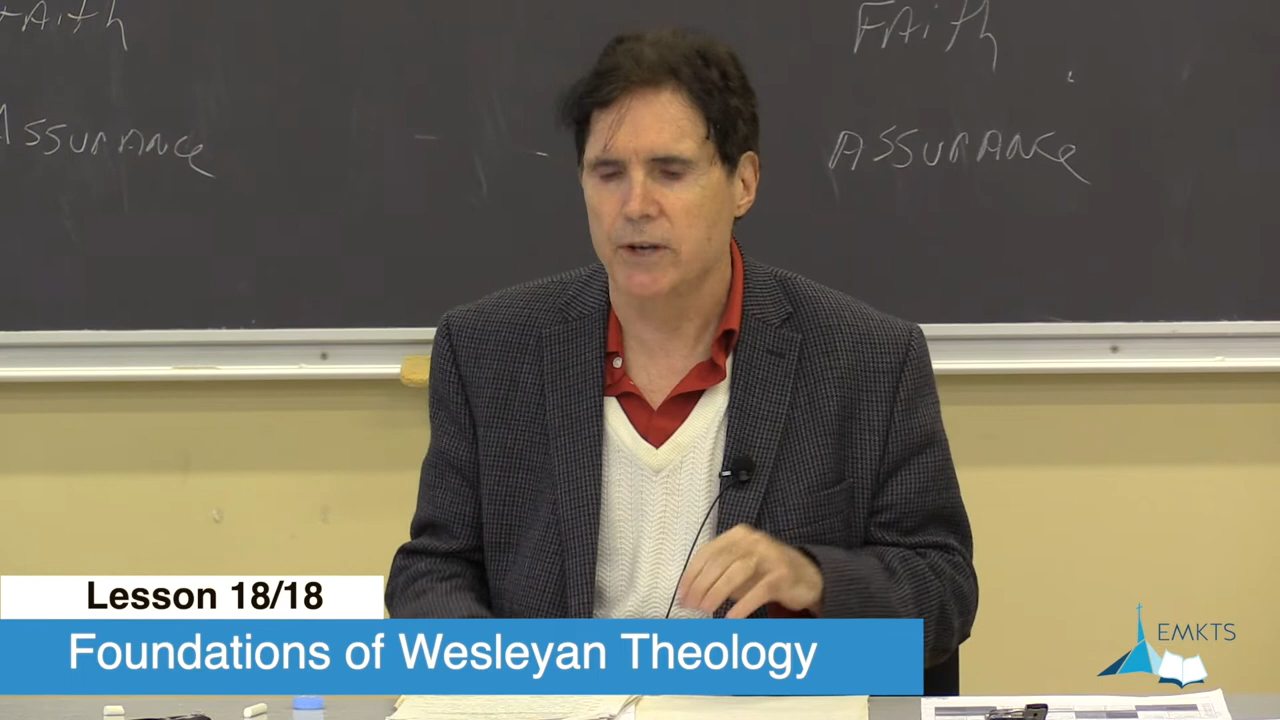 FAith
FAith
ASSURANCe
ASSURANCe
Lesson 18/18
Foundations of Wesleyan Theology
EMKTS